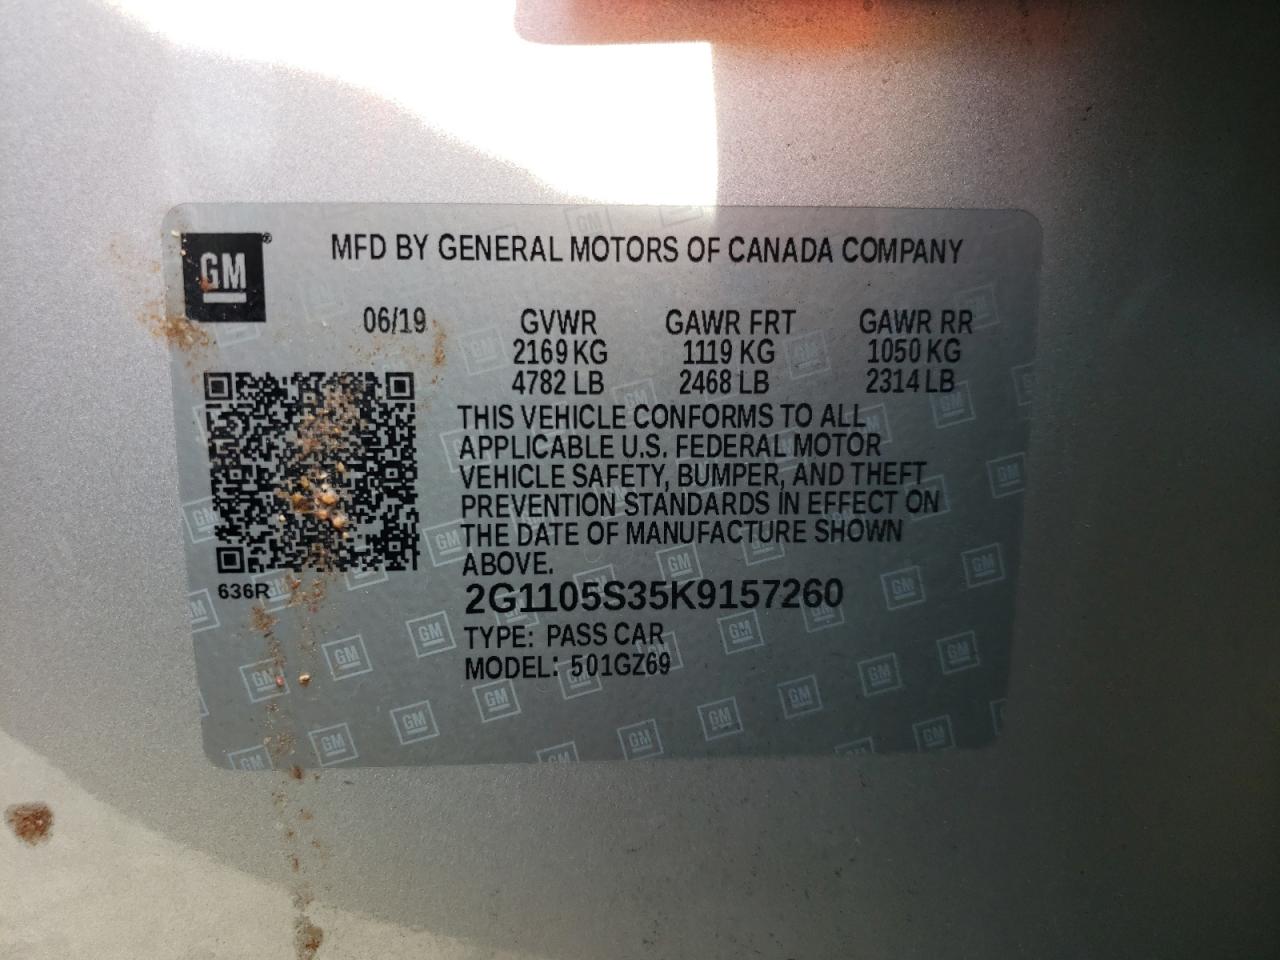 GM®
MFD BY GENERAL MOTORS OF CANADA COMPANY
06/19 GVWR GAWR FRT GAWR RR
2169 KG 1119 KG 1050 KG
4782 LB 2468 LB 2314 LB
THIS VEHICLE CONFORMS TO ALL
APPLICABLE U.S. FEDERAL MOTOR
VEHICLE SAFETY, BUMPER, AND THEFT
PREVENTION STANDARDS IN EFFECT ON
THE DATE OF MANUFACTURE SHOWN
ABOVE.
636R
2G1105S35K9157260
TYPE: PASS CAR
MODEL: 501GZ69